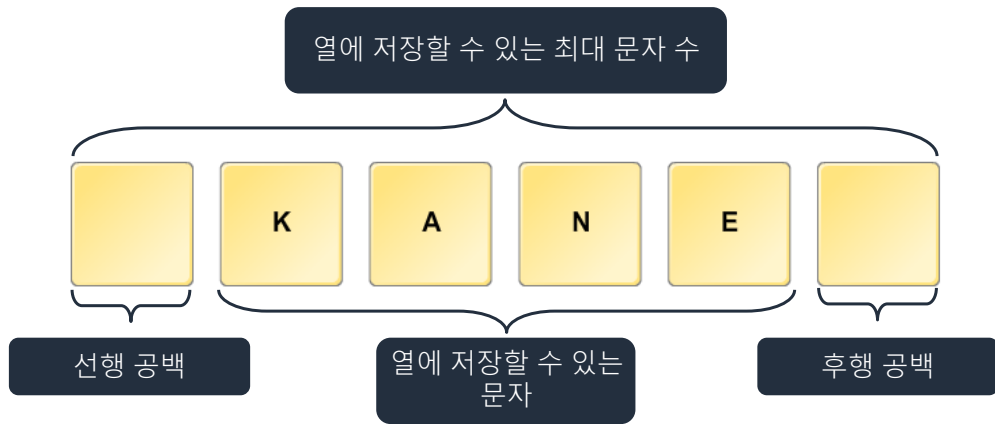 열에 저장할 수 있는 최대 문자 수
K A N E
선행 공백
열에 저장할 수 있는
문자
후행 공백